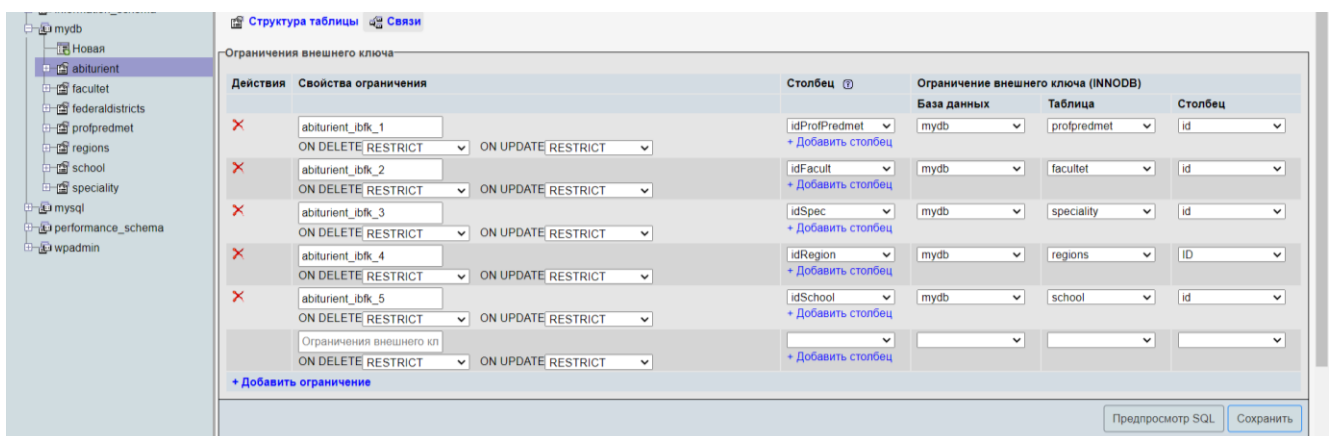 mydb
Новая
abiturient
facultet
federaldistricts
profpredmet
regions
school
speciality
mysql
performance_schema
wpadmin
Структура таблицы Связи
Ограничения внешнего ключа
Действия Свойства ограничения Столбец Ограничение внешнего ключа (INNODB)
База данных Таблица Столбец
abiturient_ibfk_1 idProfPredmet mydb profpredmet id
ON DELETE RESTRICT ON UPDATE RESTRICT + Добавить столбец
abiturient_ibfk_2 idFacult mydb facultet id
ON DELETE RESTRICT ON UPDATE RESTRICT + Добавить столбец
abiturient_ibfk_3 idSpec mydb speciality id
ON DELETE RESTRICT ON UPDATE RESTRICT + Добавить столбец
abiturient_ibfk_4 idRegion mydb regions ID
ON DELETE RESTRICT ON UPDATE RESTRICT + Добавить столбец
abiturient_ibfk_5 idSchool mydb school id
ON DELETE RESTRICT ON UPDATE RESTRICT + Добавить столбец
Ограничения внешнего кл
ON DELETE RESTRICT ON UPDATE RESTRICT + Добавить столбец
+ Добавить ограничение
Предпросмотр SQL Сохранить